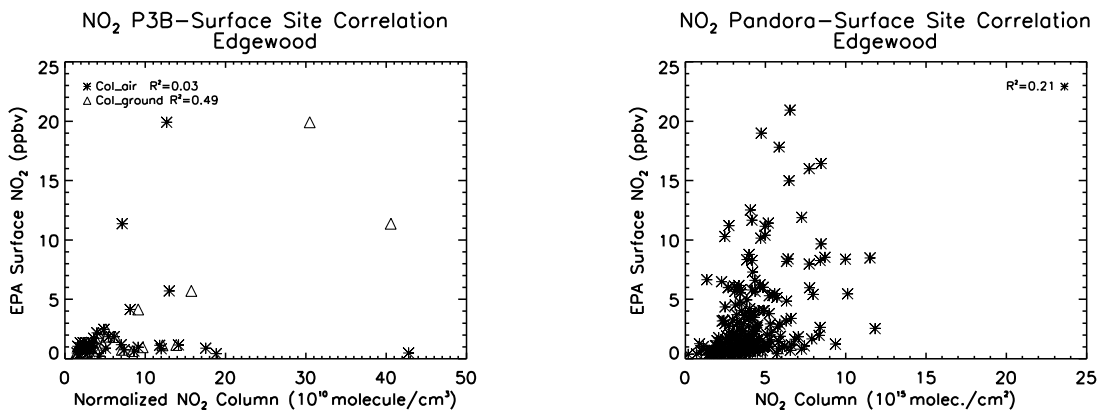 NO₂ P3B−Surface Site Correlation
Edgewood
25
20
15
10
5
0
EPA Surface NO₂ (ppbv)
Col_air R²=0.03
Col_ground R²=0.49
0 10 20 30 40 50
Normalized NO₂ Column (10¹⁰ molecule/cm³)
NO₂ Pandora−Surface Site Correlation
Edgewood
25
20
15
10
5
0
EPA Surface NO₂ (ppbv)
R²=0.21
0 5 10 15 20 25
NO₂ Column (10¹⁵ molec./cm²)